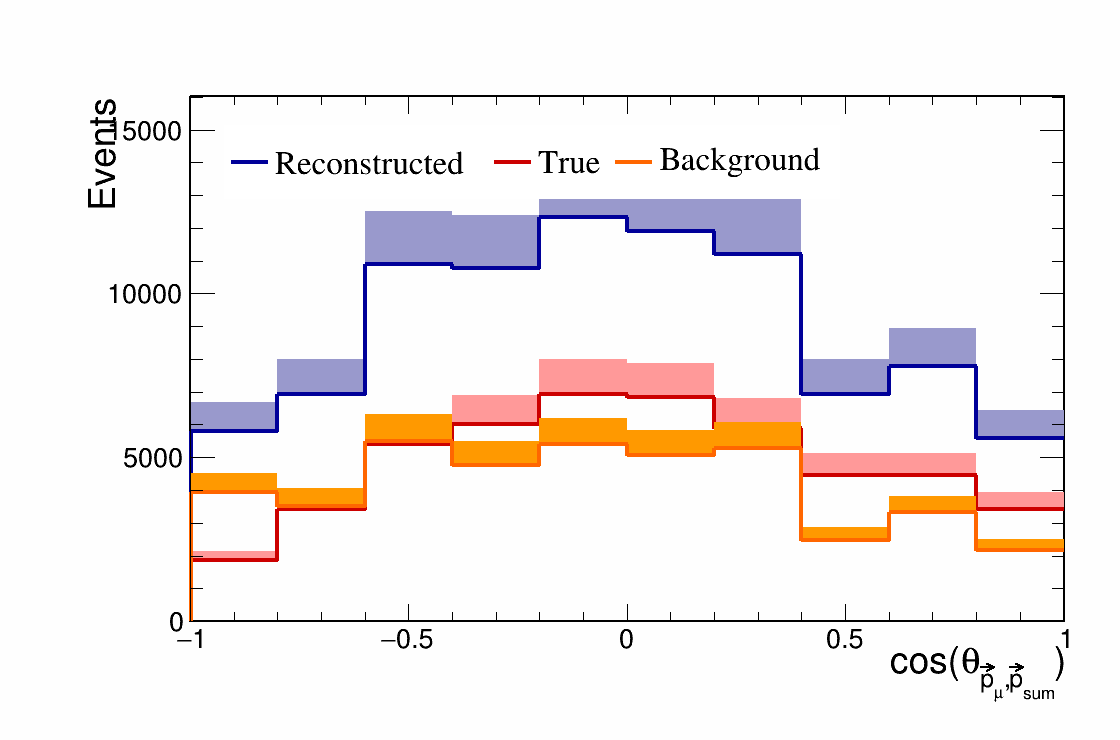 Events
15000
Reconstructed True Background
10000
5000
0
−1 −0.5 0 0.5 1
cos(θ p⃗μ,p⃗sum)